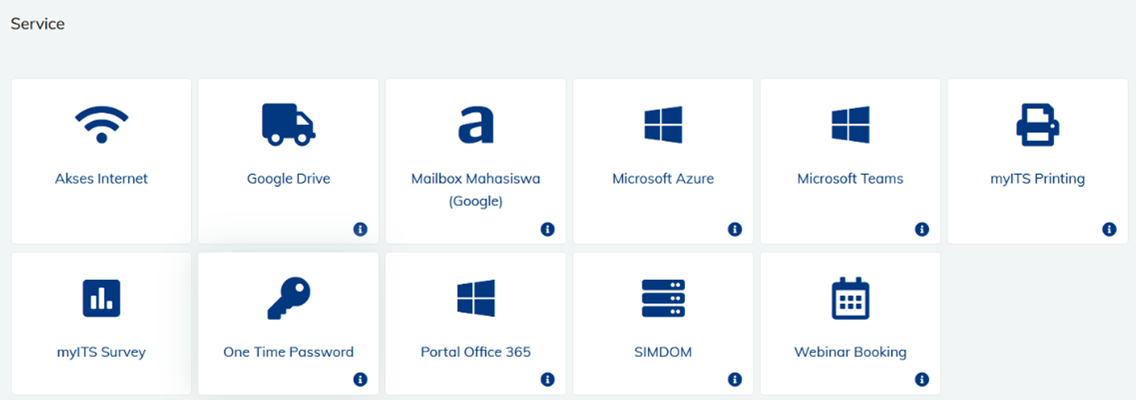 Service
Akses Internet
Google Drive
Mailbox Mahasiswa
(Google)
Microsoft Azure
Microsoft Teams
myITS Printing
myITS Survey
One Time Password
Portal Office 365
SIMDOM
Webinar Booking